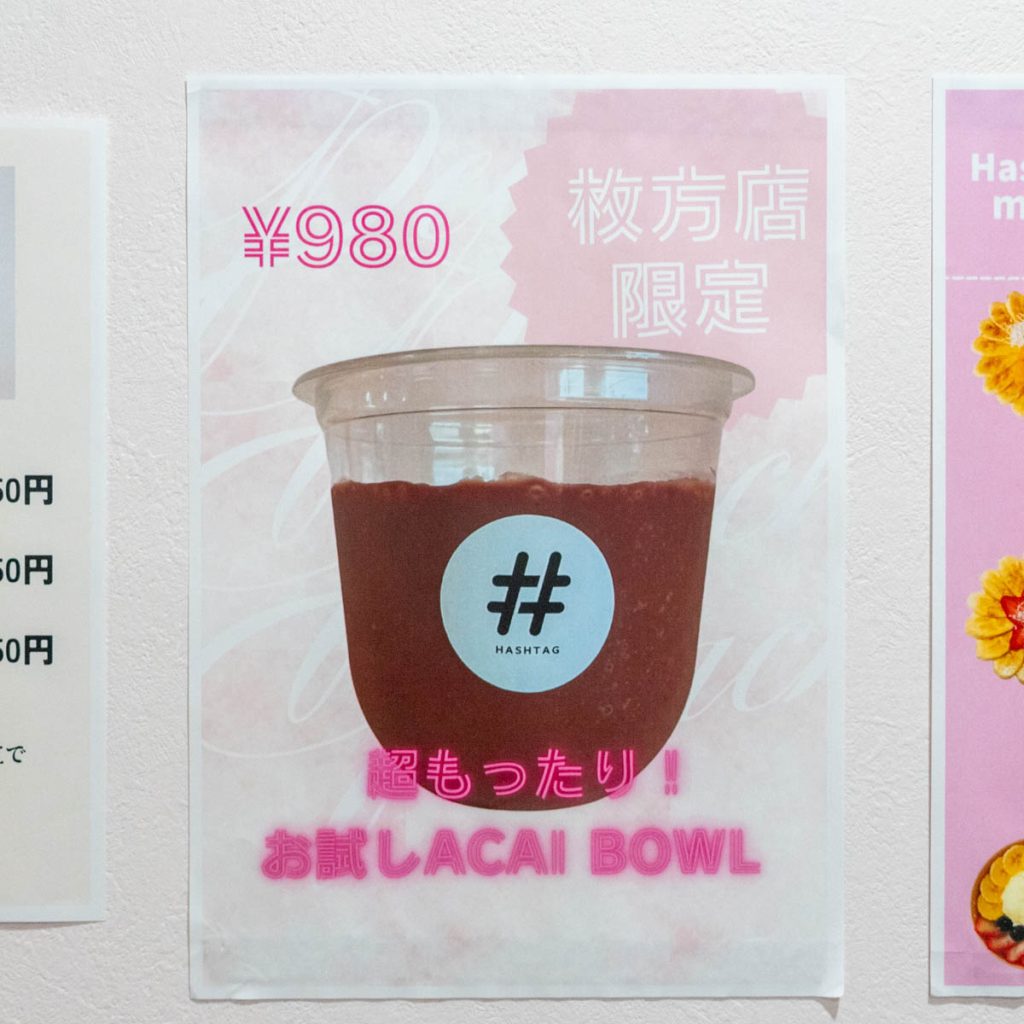 ¥980
枚方店
限定
#
HASHTAG
超もったり！
お試しACAI BOWL
50円
50円
50円
で
Has
m